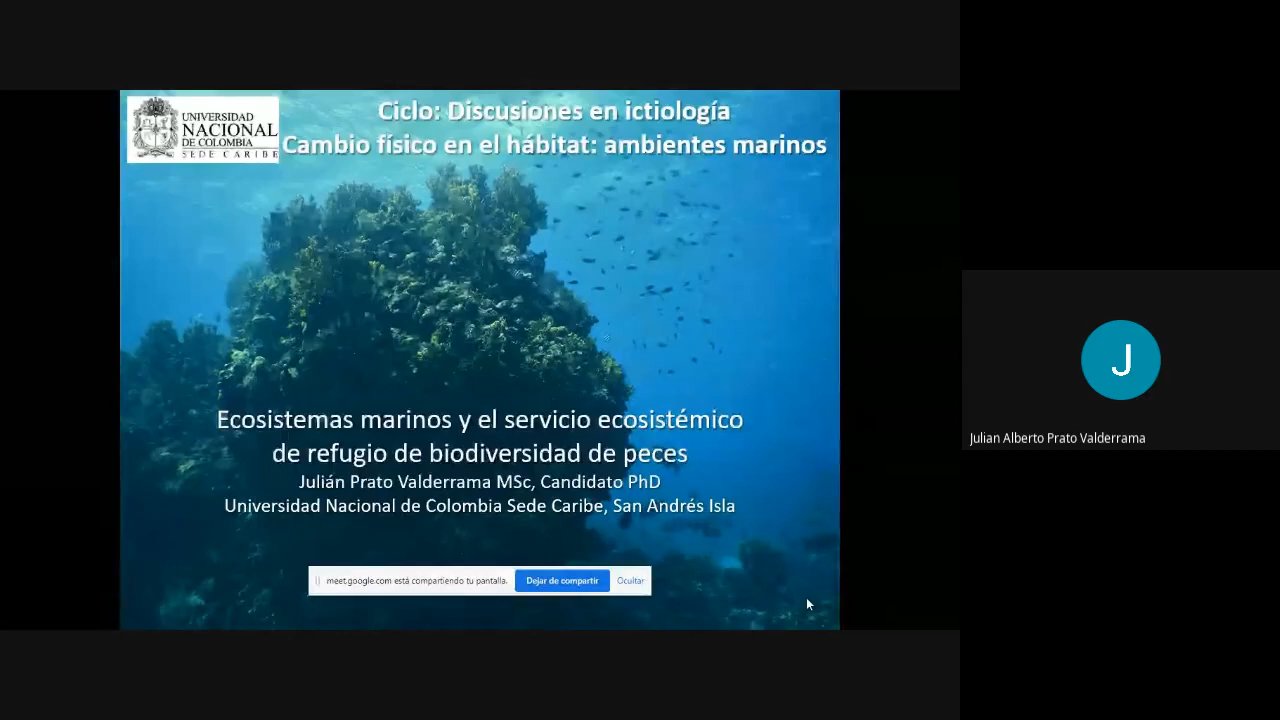 UNIVERSIDAD
NACIONAL
DE COLOMBIA
SEDE CARIBE
Ciclo: Discusiones en ictiología
Cambio físico en el hábitat: ambientes marinos
Ecosistemas marinos y el servicio ecosistémico
de refugio de biodiversidad de peces
Julián Prato Valderrama MSc, Candidato PhD
Universidad Nacional de Colombia Sede Caribe, San Andrés Isla
meet.google.com está compartiendo tu pantalla.
Dejar de compartir
Ocultar
J
Julian Alberto Prato Valderrama